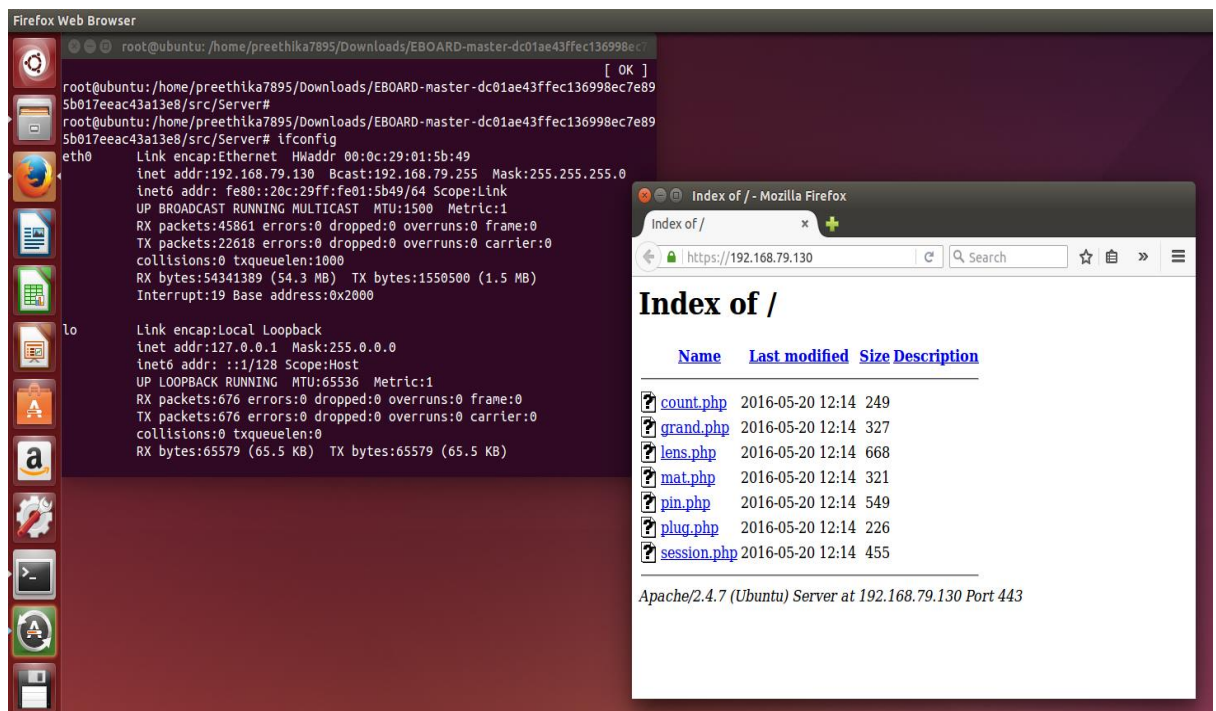 Firefox Web Browser
root@ubuntu: /home/preethika7895/Downloads/EBOARD-master-dc01ae43ffec136998ec7
[ OK ]
root@ubuntu:/home/preethika7895/Downloads/EBOARD-master-dc01ae43ffec136998ec7e89
5b017eeac43a13e8/src/Server#
root@ubuntu:/home/preethika7895/Downloads/EBOARD-master-dc01ae43ffec136998ec7e89
5b017eeac43a13e8/src/Server# ifconfig
eth0 Link encap:Ethernet HWaddr 00:0c:29:01:5b:49
inet addr:192.168.79.130 Bcast:192.168.79.255 Mask:255.255.255.0
inet6 addr: fe80::20c:29ff:fe01:5b49/64 Scope:Link
UP BROADCAST RUNNING MULTICAST MTU:1500 Metric:1
RX packets:45861 errors:0 dropped:0 overruns:0 frame:0
TX packets:22618 errors:0 dropped:0 overruns:0 carrier:0
collisions:0 txqueuelen:1000
RX bytes:54341389 (54.3 MB) TX bytes:1550500 (1.5 MB)
Interrupt:19 Base address:0x2000
lo Link encap:Local Loopback
inet addr:127.0.0.1 Mask:255.0.0.0
inet6 addr: ::1/128 Scope:Host
UP LOOPBACK RUNNING MTU:65536 Metric:1
RX packets:676 errors:0 dropped:0 overruns:0 frame:0
TX packets:676 errors:0 dropped:0 overruns:0 carrier:0
collisions:0 txqueuelen:0
RX bytes:65579 (65.5 KB) TX bytes:65579 (65.5 KB)
Index of / - Mozilla Firefox
Index of /
https://192.168.79.130 Search
Index of /
Name Last modified Size Description
count.php 2016-05-20 12:14 249
grand.php 2016-05-20 12:14 327
lens.php 2016-05-20 12:14 668
mat.php 2016-05-20 12:14 321
pin.php 2016-05-20 12:14 549
plug.php 2016-05-20 12:14 226
session.php 2016-05-20 12:14 455
Apache/2.4.7 (Ubuntu) Server at 192.168.79.130 Port 443